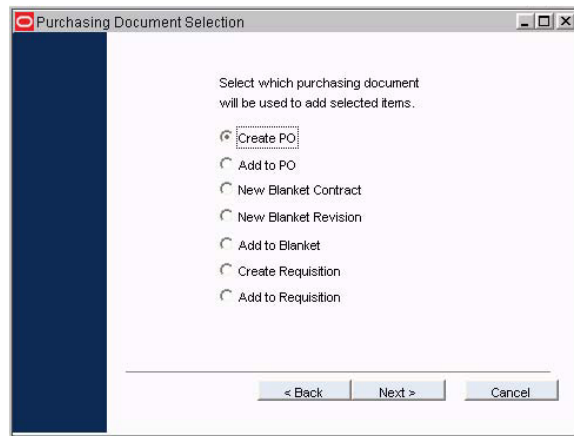 Purchasing Document Selection
Select which purchasing document
will be used to add selected items.
Create PO
Add to PO
New Blanket Contract
New Blanket Revision
Add to Blanket
Create Requisition
Add to Requisition
< Back Next > Cancel